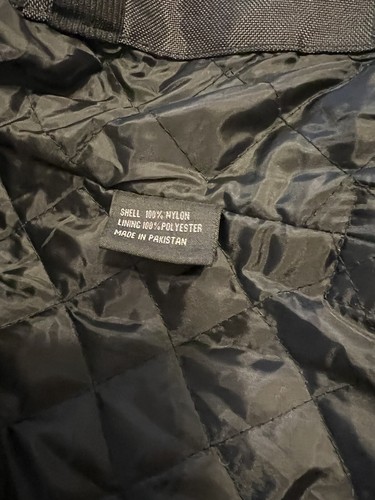 SHELL 100% NYLON
LINING 100% POLYESTER
MADE IN PAKISTAN